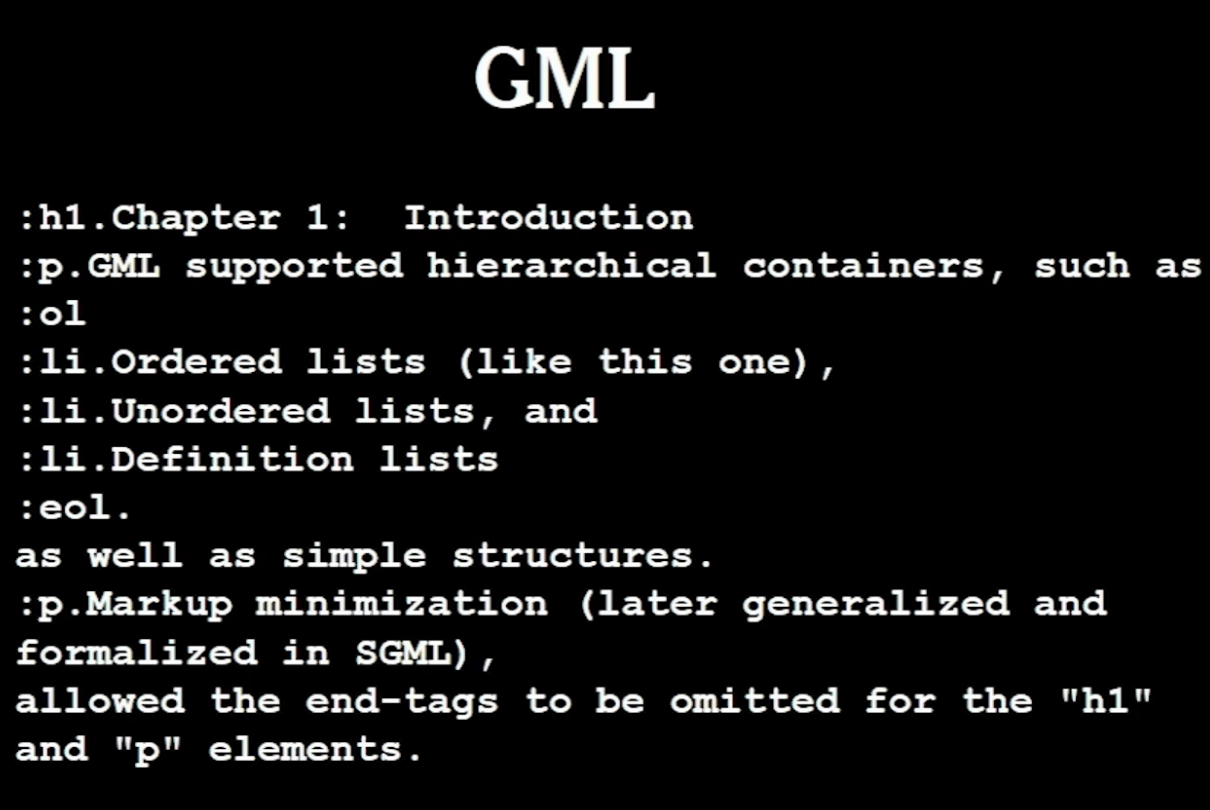 GML
:h1.Chapter 1:  Introduction
:p.GML supported hierarchical containers, such as
:ol
:li.Ordered lists (like this one),
:li.Unordered lists, and
:li.Definition lists
:eol.
as well as simple structures.
:p.Markup minimization (later generalized and
formalized in SGML),
allowed the end-tags to be omitted for the "h1"
and "p" elements.